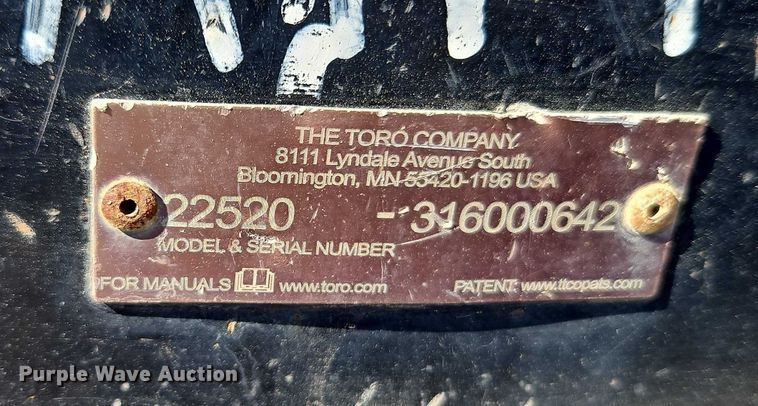 THE TORO COMPANY
8111 Lyndale Avenue South
Bloomington, MN 55420-1196 USA
22520 - 316000642
MODEL & SERIAL NUMBER
FOR MANUALS www.toro.com PATENT: www.ttcopats.com
Purple Wave Auction